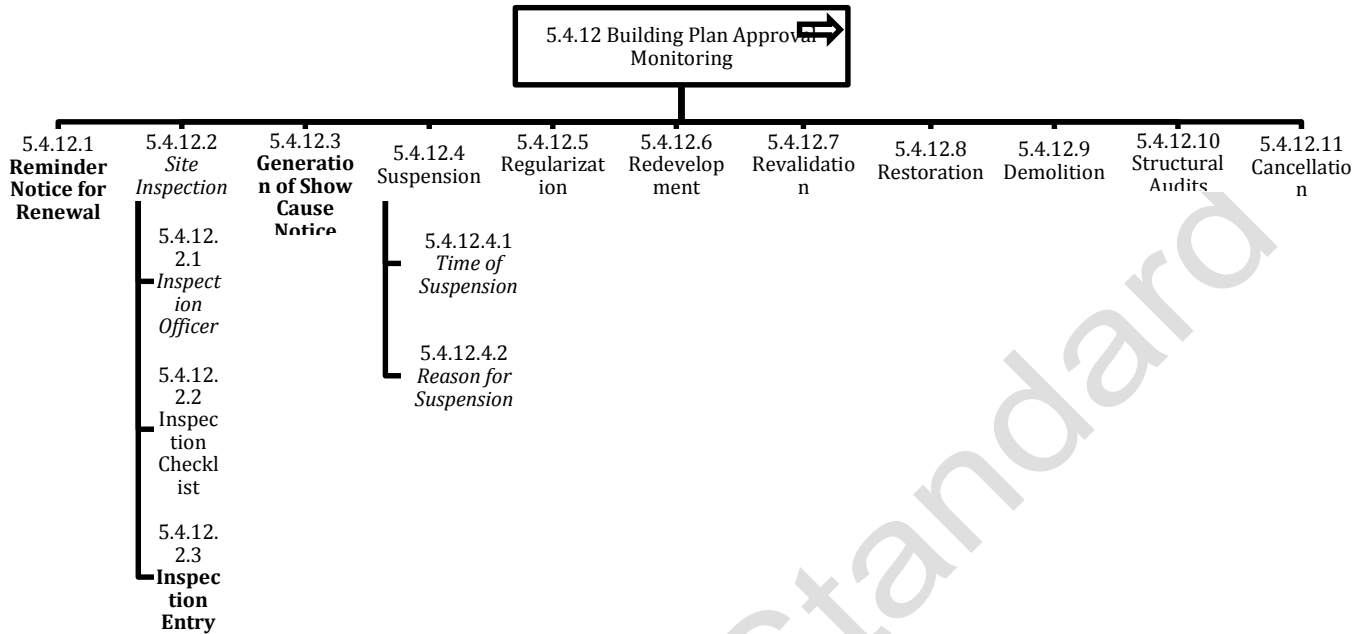 5.4.12 Building Plan Approval
Monitoring
5.4.12.1
Reminder
Notice for
Renewal
5.4.12.2
Site
Inspection
5.4.12.3
Generatio
n of Show
Cause
Notice
5.4.12.4
Suspension
5.4.12.5
Regularizat
ion
5.4.12.6
Redevelop
ment
5.4.12.7
Revalidatio
n
5.4.12.8
Restoration
5.4.12.9
Demolition
5.4.12.10
Structural
Audits
5.4.12.11
Cancellatio
n
5.4.12.
2.1
Inspect
ion
Officer
5.4.12.
2.2
Inspec
tion
Checkl
ist
5.4.12.
2.3
Inspec
tion
Entry
5.4.12.4.1
Time of
Suspension
5.4.12.4.2
Reason for
Suspension
Standard